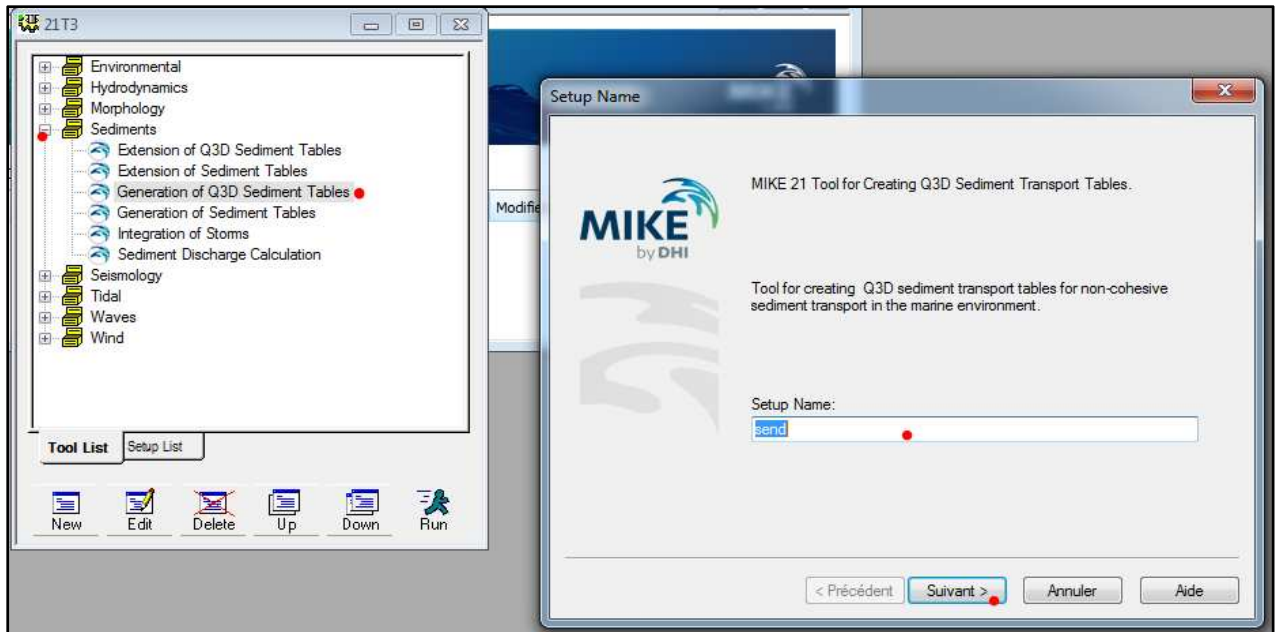 21T3
Environmental
Hydrodynamics
Morphology
Sediments
Extension of Q3D Sediment Tables
Extension of Sediment Tables
Generation of Q3D Sediment Tables
Generation of Sediment Tables
Integration of Storms
Sediment Discharge Calculation
Seismology
Tidal
Waves
Wind
Tool List
Setup List
New
Edit
Delete
Up
Down
Run
Setup Name
MIKE
by DHI
MIKE 21 Tool for Creating Q3D Sediment Transport Tables.
Tool for creating Q3D sediment transport tables for non-cohesive
sediment transport in the marine environment.
Setup Name:
send
< Précédent
Suivant >
Annuler
Aide